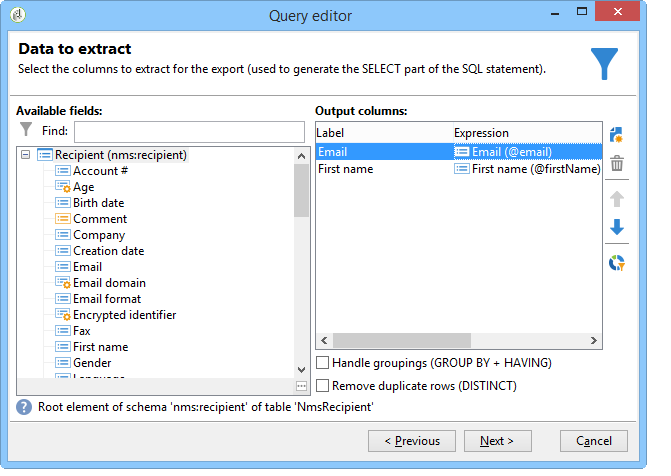 Query editor
Data to extract
Select the columns to extract for the export (used to generate the SELECT part of the SQL statement).
Available fields:
Find:
Recipient (nms:recipient)
Account #
Age
Birth date
Comment
Company
Creation date
Email
Email domain
Email format
Encrypted identifier
Fax
First name
Gender
Language
Output columns:
Label Expression
Email Email (@email)
First name First name (@firstName)
Handle groupings (GROUP BY + HAVING)
Remove duplicate rows (DISTINCT)
? Root element of schema 'nms:recipient' of table 'NmsRecipient'
< Previous Next > Cancel